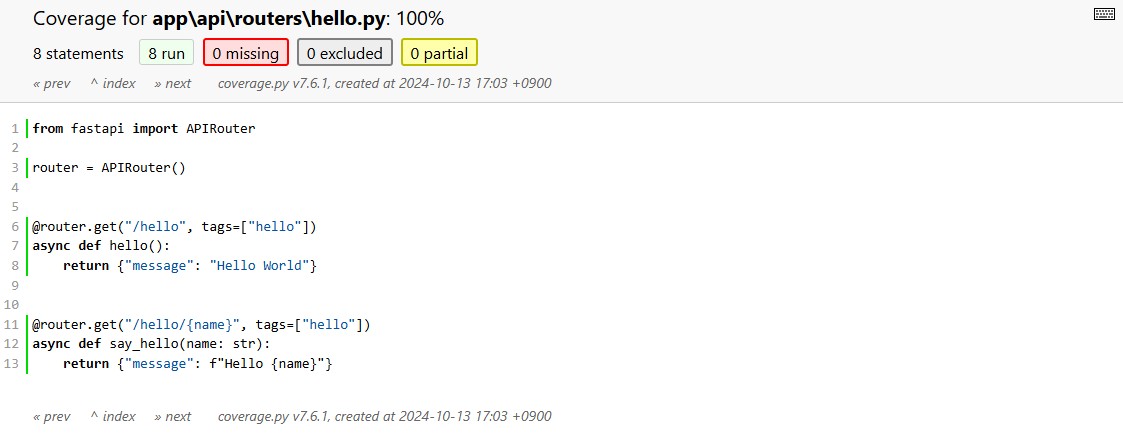 Coverage for app\api\routers\hello.py: 100%
8 statements 8 run 0 missing 0 excluded 0 partial
« prev ^ index » next coverage.py v7.6.1, created at 2024-10-13 17:03 +0900
1 from fastapi import APIRouter
2
3 router = APIRouter()
4
5
6 @router.get("/hello", tags=["hello"])
7 async def hello():
8     return {"message": "Hello World"}
9
10
11 @router.get("/hello/{name}", tags=["hello"])
12 async def say_hello(name: str):
13     return {"message": f"Hello {name}"}
« prev ^ index » next coverage.py v7.6.1, created at 2024-10-13 17:03 +0900